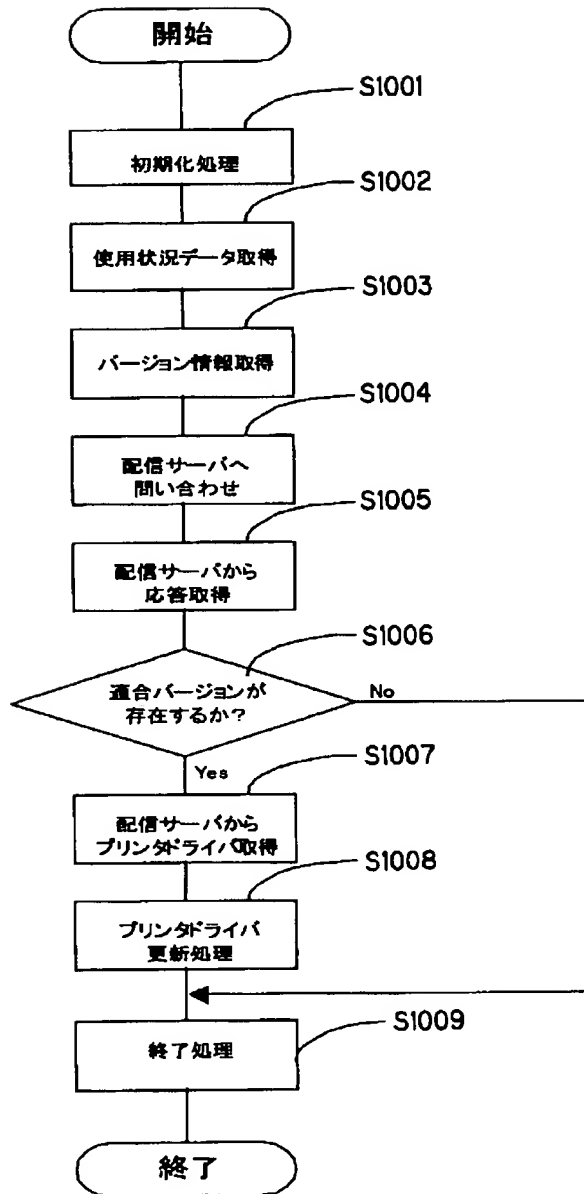 開始
S1001
初期化処理
S1002
使用状況データ取得
S1003
バージョン情報取得
S1004
配信サーバへ
問い合わせ
S1005
配信サーバから
応答取得
S1006
適合バージョンが
存在するか?
No
Yes
S1007
配信サーバから
プリンタドライバ取得
S1008
プリンタドライバ
更新処理
S1009
終了処理
終了